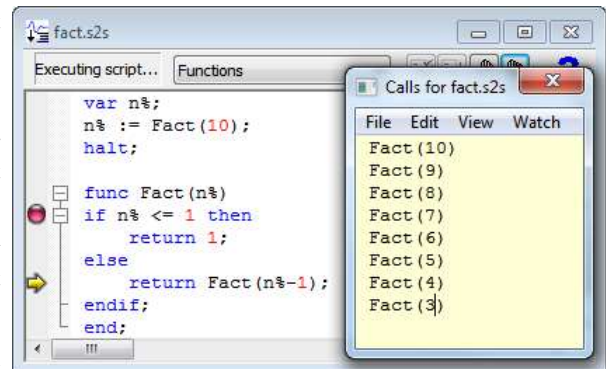 fact.s2s
Executing script... Functions
var n%;
n% := Fact(10);
halt;
func Fact(n%)
if n% <= 1 then
return 1;
else
return Fact(n%-1);
endif;
end;
Calls for fact.s2s
File Edit View Watch
Fact(10)
Fact(9)
Fact(8)
Fact(7)
Fact(6)
Fact(5)
Fact(4)
Fact(3)